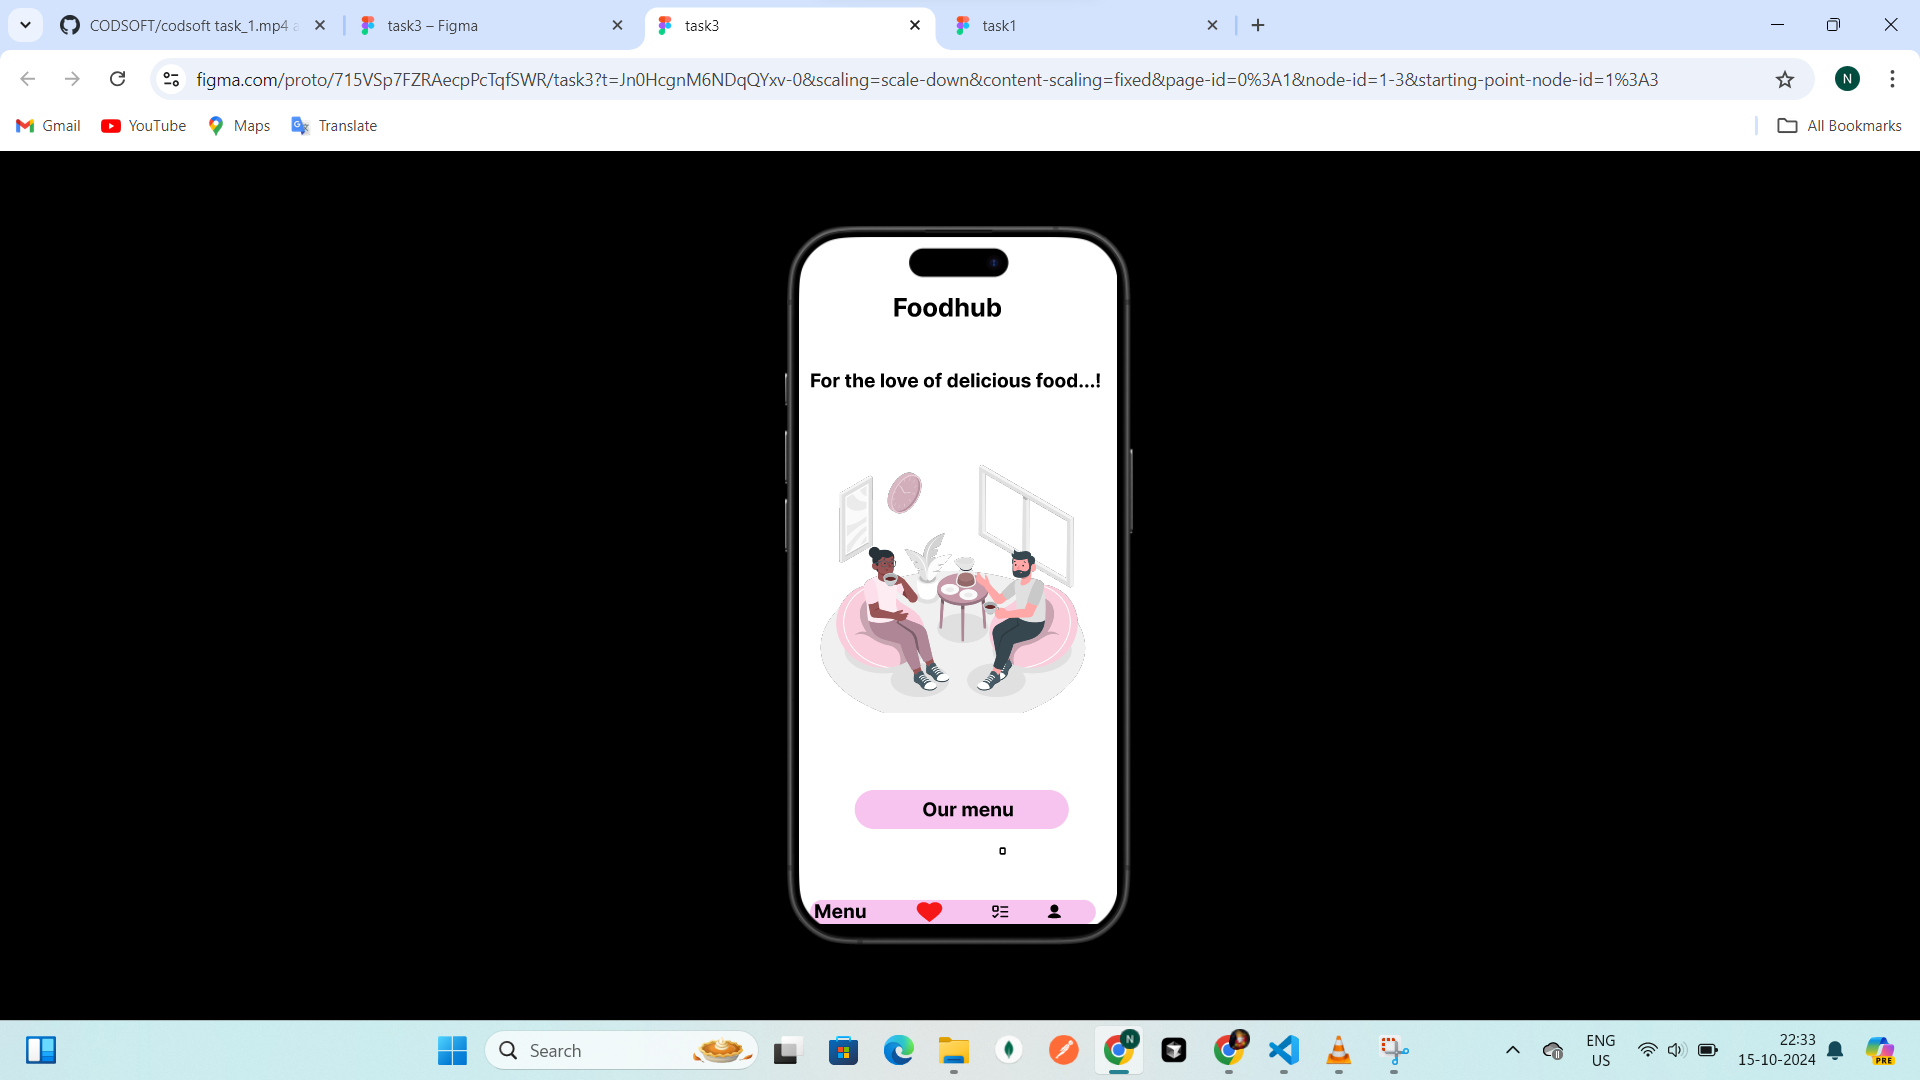 CODSOFT/codsoft task_1.mp4 a
task3 – Figma
task3
task1
figma.com/proto/715VSp7FZRAecpPcTqfSWR/task3?t=Jn0HcgnM6NDqQYxv-0&scaling=scale-down&content-scaling=fixed&page-id=0%3A1&node-id=1-3&starting-point-node-id=1%3A3
N
Gmail
YouTube
Maps
Translate
All Bookmarks
Foodhub
For the love of delicious food...!
Our menu
Menu
Search
N
ENG
US
22:33
15-10-2024
PRE